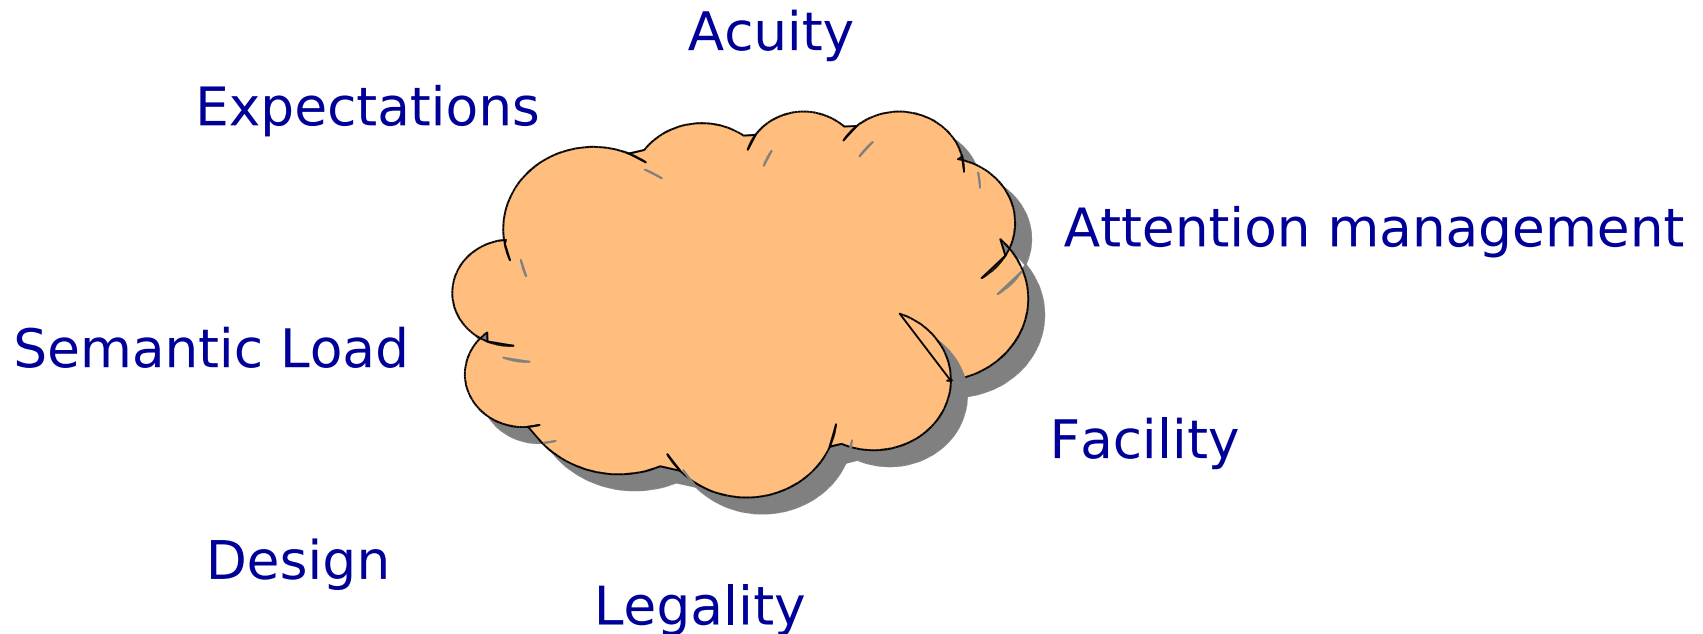 Acuity
Expectations
Attention management
Semantic Load
Facility
Design
Legality